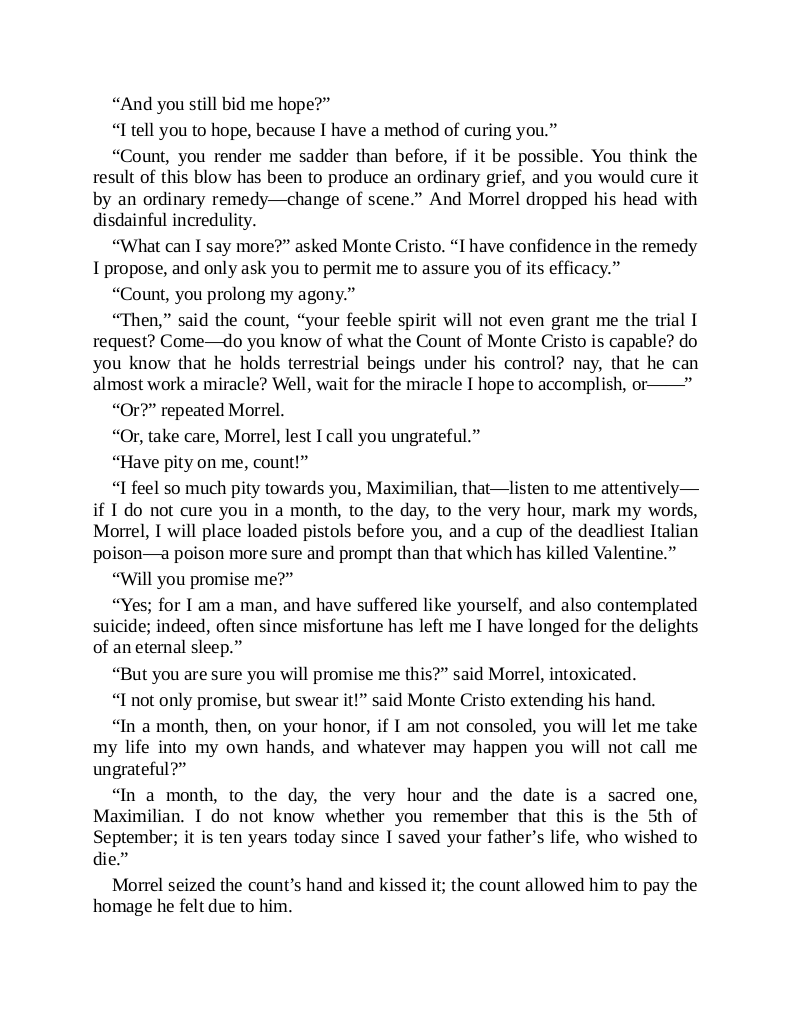 “And you still bid me hope?”
“I tell you to hope, because I have a method of curing you.”
“Count, you render me sadder than before, if it be possible. You think the
result of this blow has been to produce an ordinary grief, and you would cure it
by an ordinary remedy—change of scene.” And Morrel dropped his head with
disdainful incredulity.
“What can I say more?” asked Monte Cristo. “I have confidence in the remedy
I propose, and only ask you to permit me to assure you of its efficacy.”
“Count, you prolong my agony.”
“Then,” said the count, “your feeble spirit will not even grant me the trial I
request? Come—do you know of what the Count of Monte Cristo is capable? do
you know that he holds terrestrial beings under his control? nay, that he can
almost work a miracle? Well, wait for the miracle I hope to accomplish, or——”
“Or?” repeated Morrel.
“Or, take care, Morrel, lest I call you ungrateful.”
“Have pity on me, count!”
“I feel so much pity towards you, Maximilian, that—listen to me attentively—
if I do not cure you in a month, to the day, to the very hour, mark my words,
Morrel, I will place loaded pistols before you, and a cup of the deadliest Italian
poison—a poison more sure and prompt than that which has killed Valentine.”
“Will you promise me?”
“Yes; for I am a man, and have suffered like yourself, and also contemplated
suicide; indeed, often since misfortune has left me I have longed for the delights
of an eternal sleep.”
“But you are sure you will promise me this?” said Morrel, intoxicated.
“I not only promise, but swear it!” said Monte Cristo extending his hand.
“In a month, then, on your honor, if I am not consoled, you will let me take
my life into my own hands, and whatever may happen you will not call me
ungrateful?”
“In a month, to the day, the very hour and the date is a sacred one,
Maximilian. I do not know whether you remember that this is the 5th of
September; it is ten years today since I saved your father’s life, who wished to
die.”
Morrel seized the count’s hand and kissed it; the count allowed him to pay the
homage he felt due to him.